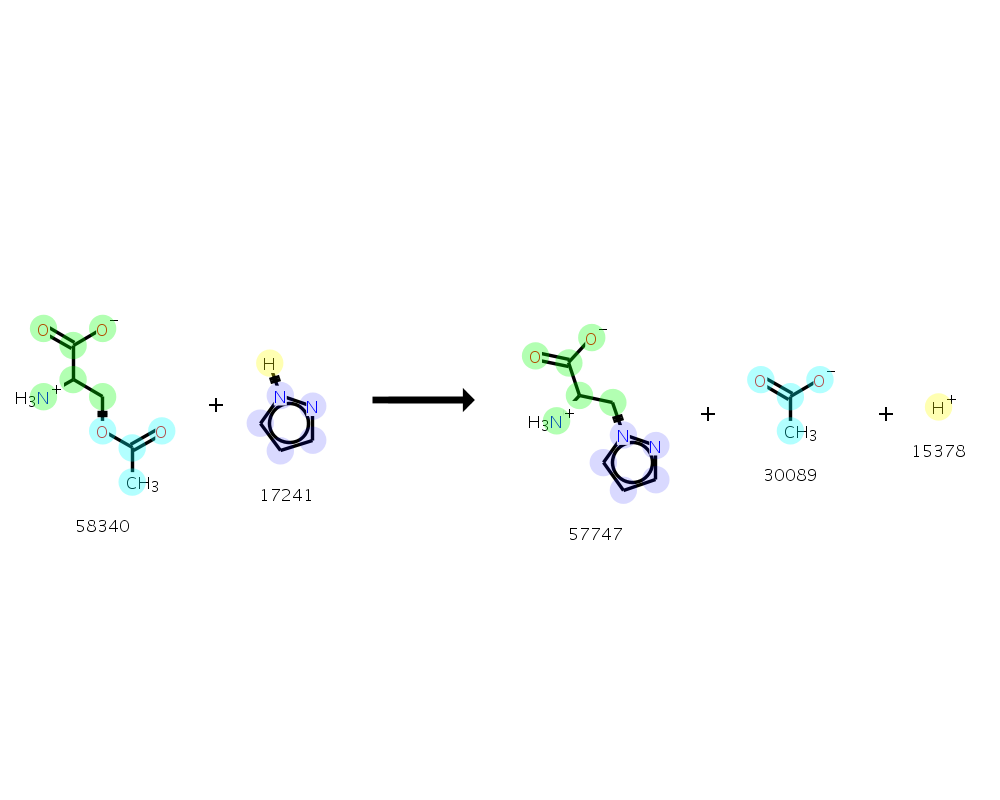 O O⁻
H₃N⁺
O O
CH₃
58340
+
H
N N
17241
O O⁻
H₃N⁺
N N
57747
+
O O⁻
CH₃
30089
+
H⁺
15378